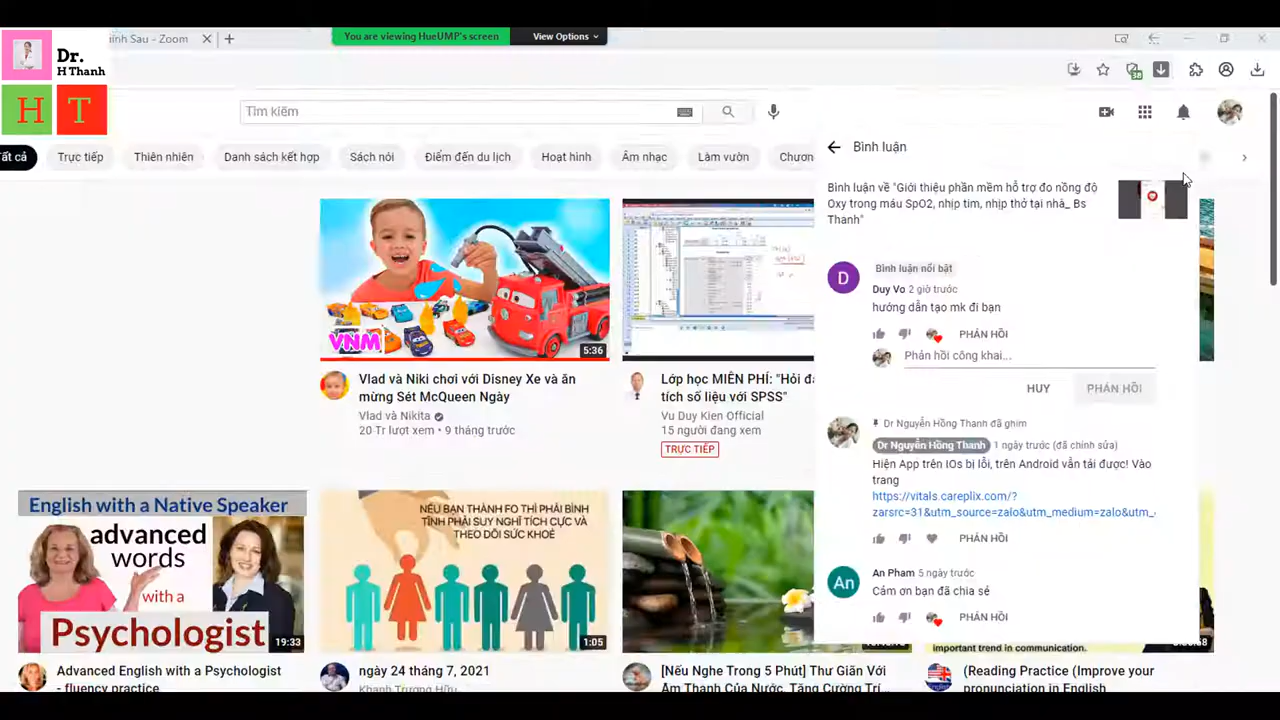 Dr.
H Thanh
H T
ính Sau - Zoom
You are viewing HueUMP's screen
View Options
38
Tìm kiếm
Tất cả
Trực tiếp
Thiên nhiên
Danh sách kết hợp
Sách nói
Điểm đến du lịch
Hoạt hình
Âm nhạc
Làm vườn
Chươn
Bình luận
Bình luận về "Giới thiệu phần mềm hỗ trợ đo nồng độ
Oxy trong máu SpO2, nhịp tim, nhịp thở tại nhà_ Bs
Thanh"
D
Bình luận nổi bật
Duy Vo 2 giờ trước
hướng dẫn tạo mk đi bạn
PHẢN HỒI
Phản hồi công khai...
HỦY
PHẢN HỒI
Dr Nguyễn Hồng Thanh đã ghim
Dr Nguyễn Hồng Thanh 1 ngày trước (đã chỉnh sửa)
Hiện App trên IOs bị lỗi, trên Android vẫn tải được! Vào
trang
https://vitals.careplix.com/?
zarsrc=31&utm_source=zalo&utm_medium=zalo&utm_
PHẢN HỒI
An
An Pham 5 ngày trước
Cảm ơn bạn đã chia sẻ
PHẢN HỒI
VNM
5:36
Vlad và Niki chơi với Disney Xe và ăn
mừng Sét McQueen Ngày
Vlad và Nikita
20 Tr lượt xem • 9 tháng trước
Lớp học MIỄN PHÍ: "Hỏi đá
tích số liệu với SPSS"
Vu Duy Kien Official
15 người đang xem
TRỰC TIẾP
English with a Native Speaker
advanced
words
with a
Psychologist
19:33
Advanced English with a Psychologist
- fluency practice
NẾU BẠN THÀNH F0 THÌ PHẢI
BÌNH TĨNH PHẢI SUY NGHĨ TÍCH CỰC VÀ
THEO DÕI SỨC KHOẺ
1:05
ngày 24 tháng 7, 2021
Khanh Trương Hữu
[Nếu Nghe Trong 5 Phút] Thư Giãn Với
Âm Thanh Của Nước, Tăng Cường Trí...
important trend in communication.
(Reading Practice (Improve your
pronunciation in English